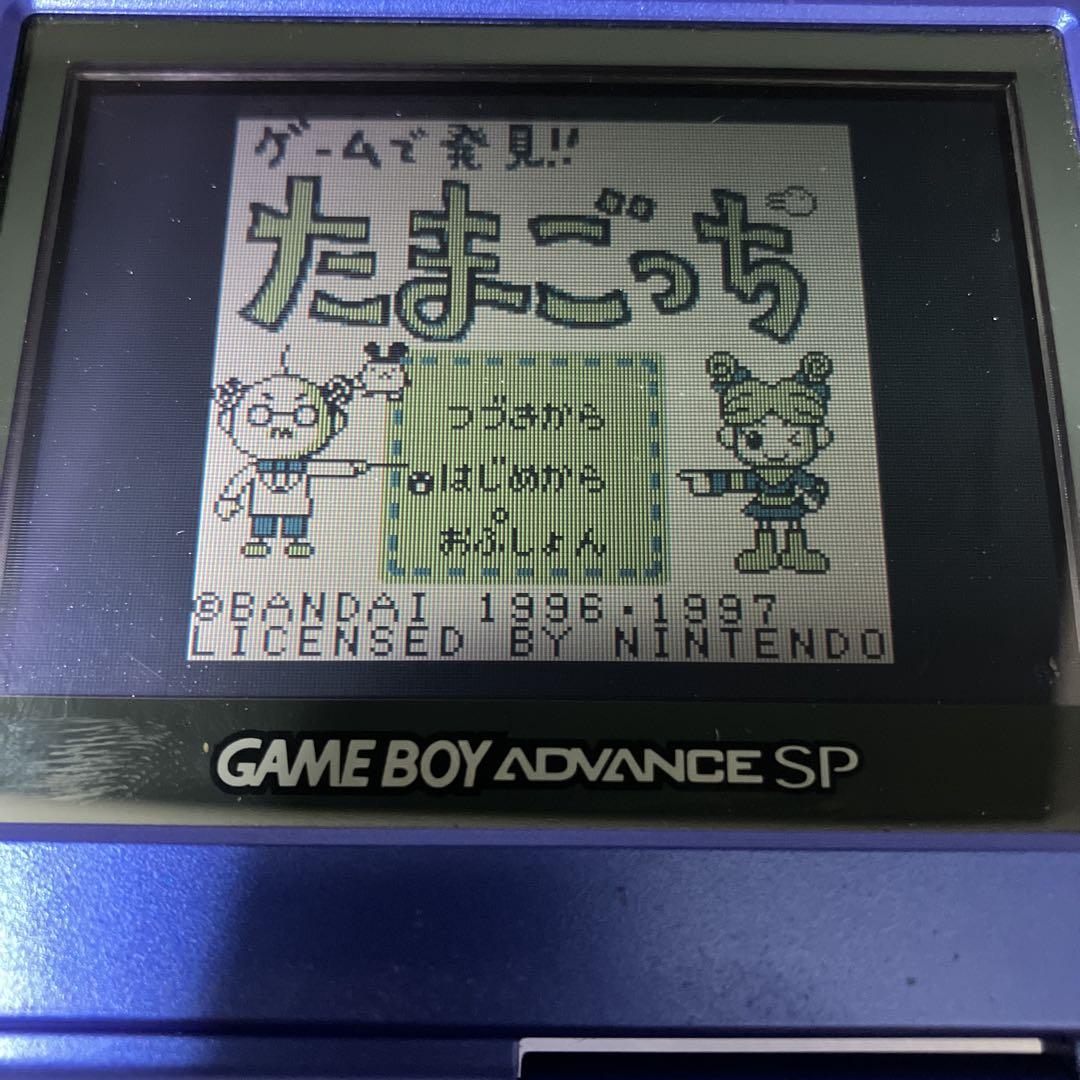 ゲームで発見!!
たまごっち
つづきから
はじめから
おぷしょん
©BANDAI 1996・1997
LICENSED BY NINTENDO
GAME BOY ADVANCE SP